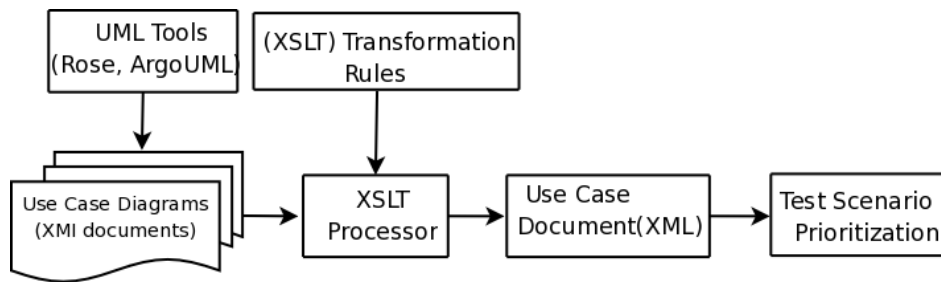 UML Tools
(Rose, ArgoUML)
(XSLT) Transformation
Rules
Use Case Diagrams
(XMI documents)
XSLT
Processor
Use Case
Document(XML)
Test Scenario
Prioritization